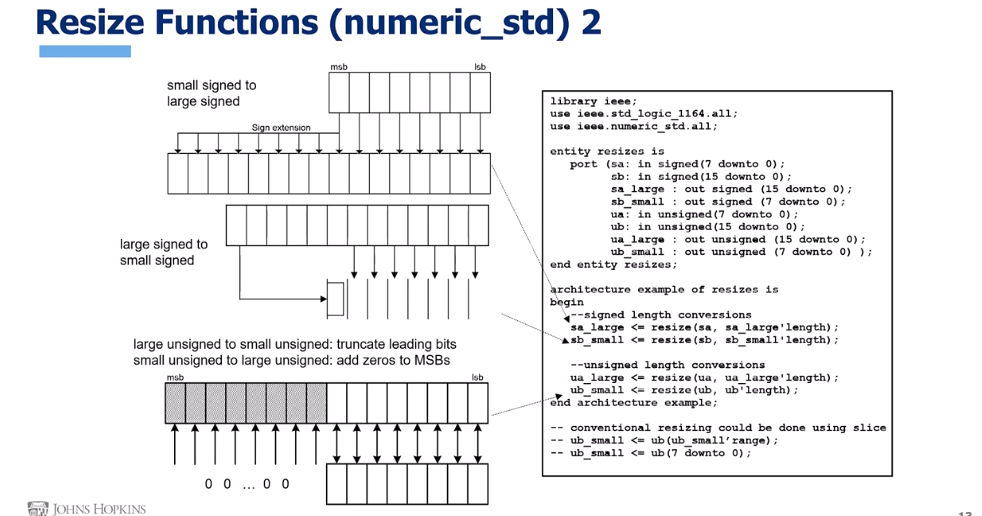 Resize Functions (numeric_std) 2
msb
lsb
small signed to
large signed
Sign extension
large signed to
small signed
large unsigned to small unsigned: truncate leading bits
small unsigned to large unsigned: add zeros to MSBs
msb
lsb
0 0 ... 0 0
library ieee;
use ieee.std_logic_1164.all;
use ieee.numeric_std.all;
entity resizes is
port (sa: in signed(7 downto 0);
sb: in signed(15 downto 0);
sa_large : out signed (15 downto 0);
sb_small : out signed (7 downto 0);
ua: in unsigned(7 downto 0);
ub: in unsigned(15 downto 0);
ua_large : out unsigned (15 downto 0);
ub_small : out unsigned (7 downto 0) );
end entity resizes;
architecture example of resizes is
begin
--signed length conversions
sa_large <= resize(sa, sa_large'length);
sb_small <= resize(sb, sb_small'length);
--unsigned length conversions
ua_large <= resize(ua, ua_large'length);
ub_small <= resize(ub, ub'length);
end architecture example;
-- conventional resizing could be done using slice
-- ub_small <= ub(ub_small'range);
-- ub_small <= ub(7 downto 0);
JOHNS HOPKINS